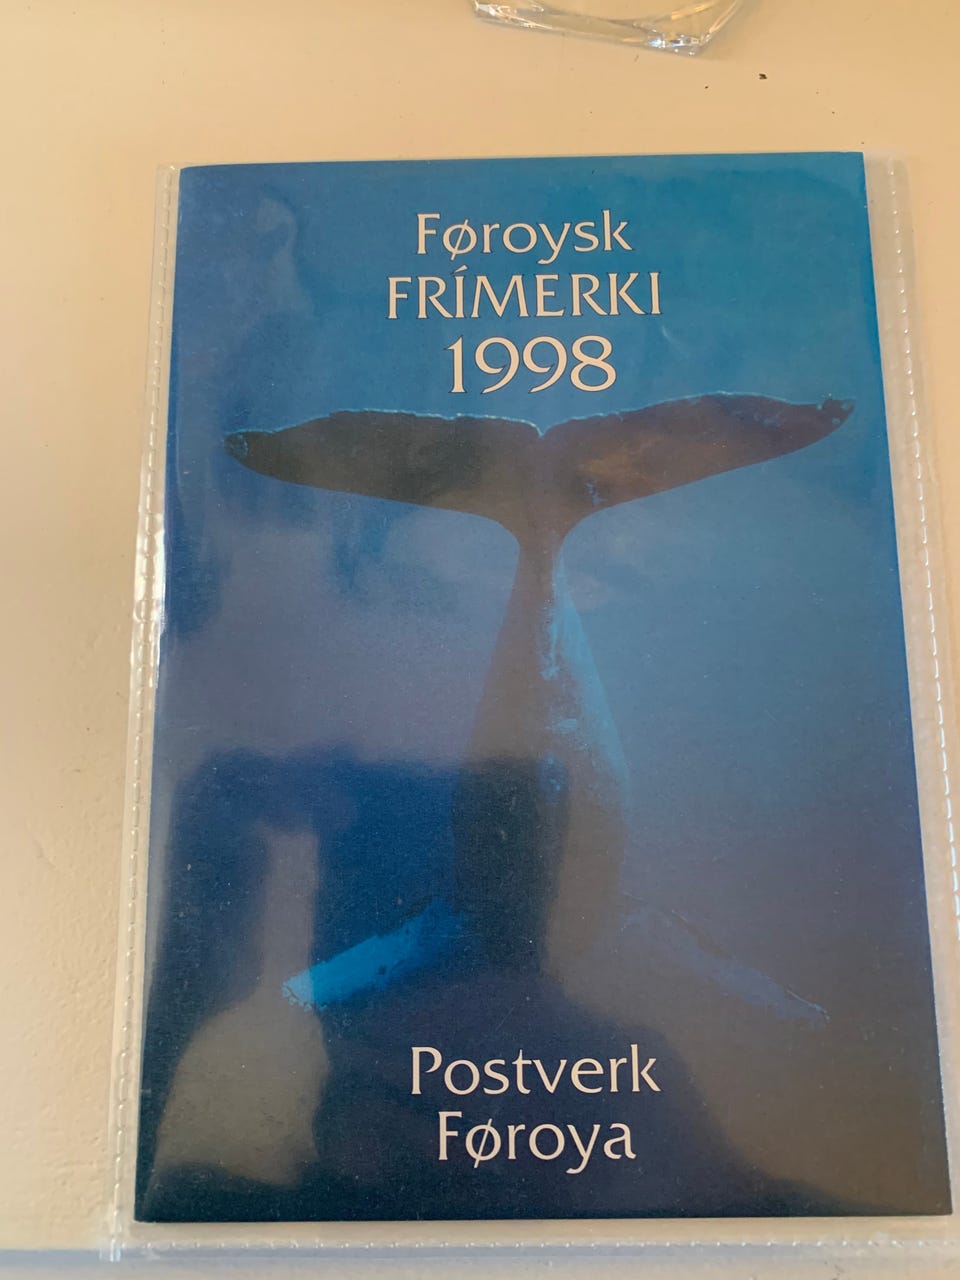 Føroysk
FRÍMERKI
1998
Postverk
Føroya